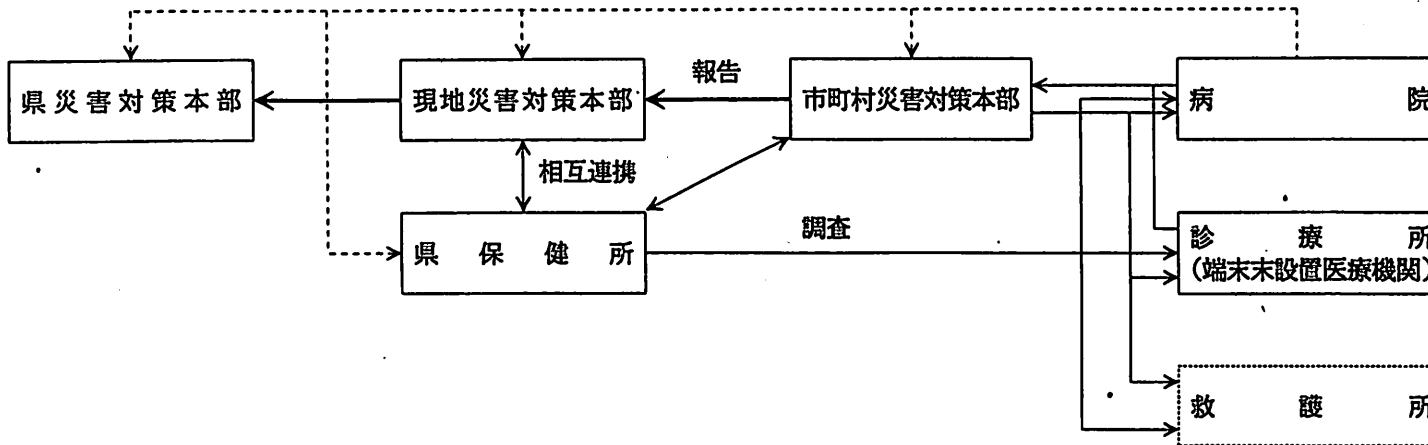 県災害対策本部
現地災害対策本部
報告
市町村災害対策本部
病院
相互連携
県保健所
調査
診療所
(端末末設置医療機関)
救護所